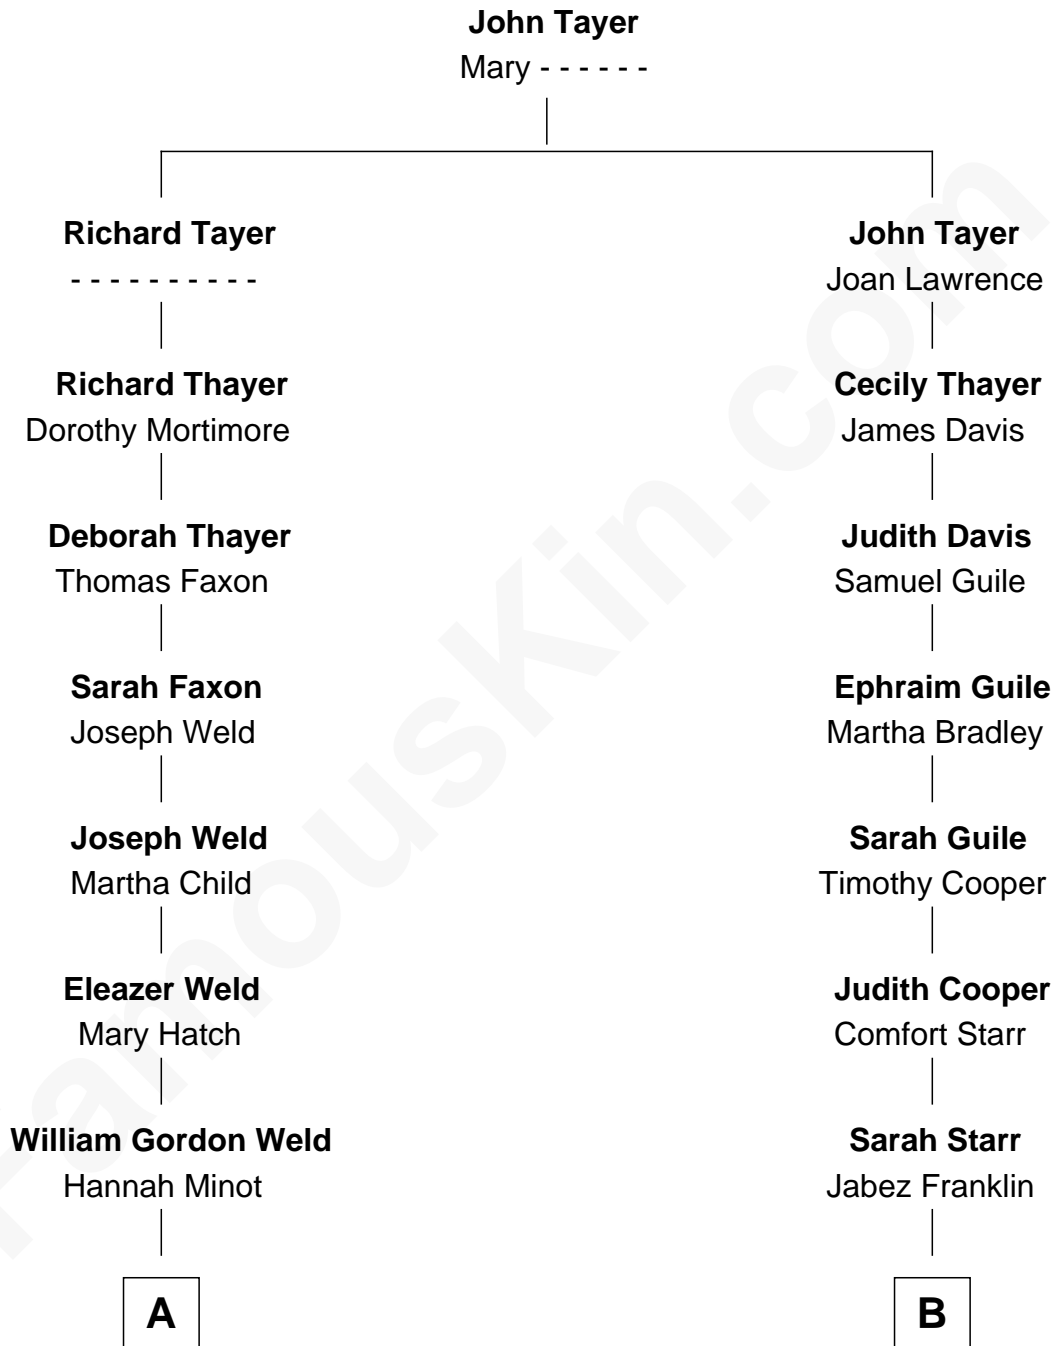 John Tayer
Mary - - - - - -
Richard Tayer
- - - - - - - - - -
John Tayer
Joan Lawrence
Richard Thayer
Dorothy Mortimore
Cecily Thayer
James Davis
Deborah Thayer
Thomas Faxon
Judith Davis
Samuel Guile
Sarah Faxon
Joseph Weld
Ephraim Guile
Martha Bradley
Joseph Weld
Martha Child
Sarah Guile
Timothy Cooper
Eleazer Weld
Mary Hatch
Judith Cooper
Comfort Starr
William Gordon Weld
Hannah Minot
Sarah Starr
Jabez Franklin
A
B
FamousKin.com